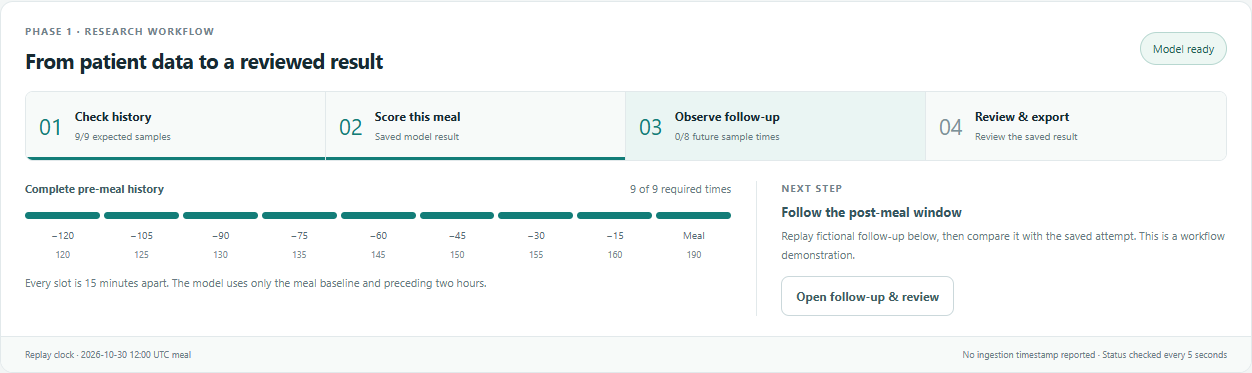 PHASE 1 · RESEARCH WORKFLOW
From patient data to a reviewed result
Model ready
01
Check history
9/9 expected samples
02
Score this meal
Saved model result
03
Observe follow-up
0/8 future sample times
04
Review & export
Review the saved result
Complete pre-meal history
9 of 9 required times
−120 −105 −90 −75 −60 −45 −30 −15 Meal
120 125 130 135 145 150 155 160 190
Every slot is 15 minutes apart. The model uses only the meal baseline and preceding two hours.
NEXT STEP
Follow the post-meal window
Replay fictional follow-up below, then compare it with the saved attempt. This is a workflow
demonstration.
Open follow-up & review
Replay clock · 2026-10-30 12:00 UTC meal
No ingestion timestamp reported · Status checked every 5 seconds